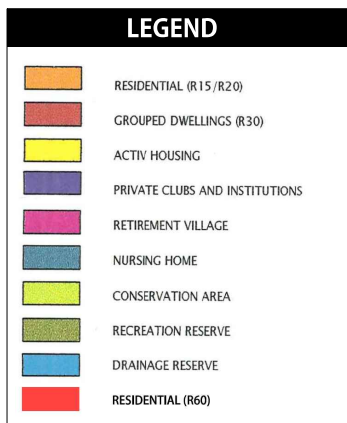 LEGEND
RESIDENTIAL (R15/R20)
GROUPED DWELLINGS (R30)
ACTIV HOUSING
PRIVATE CLUBS AND INSTITUTIONS
RETIREMENT VILLAGE
NURSING HOME
CONSERVATION AREA
RECREATION RESERVE
DRAINAGE RESERVE
RESIDENTIAL (R60)